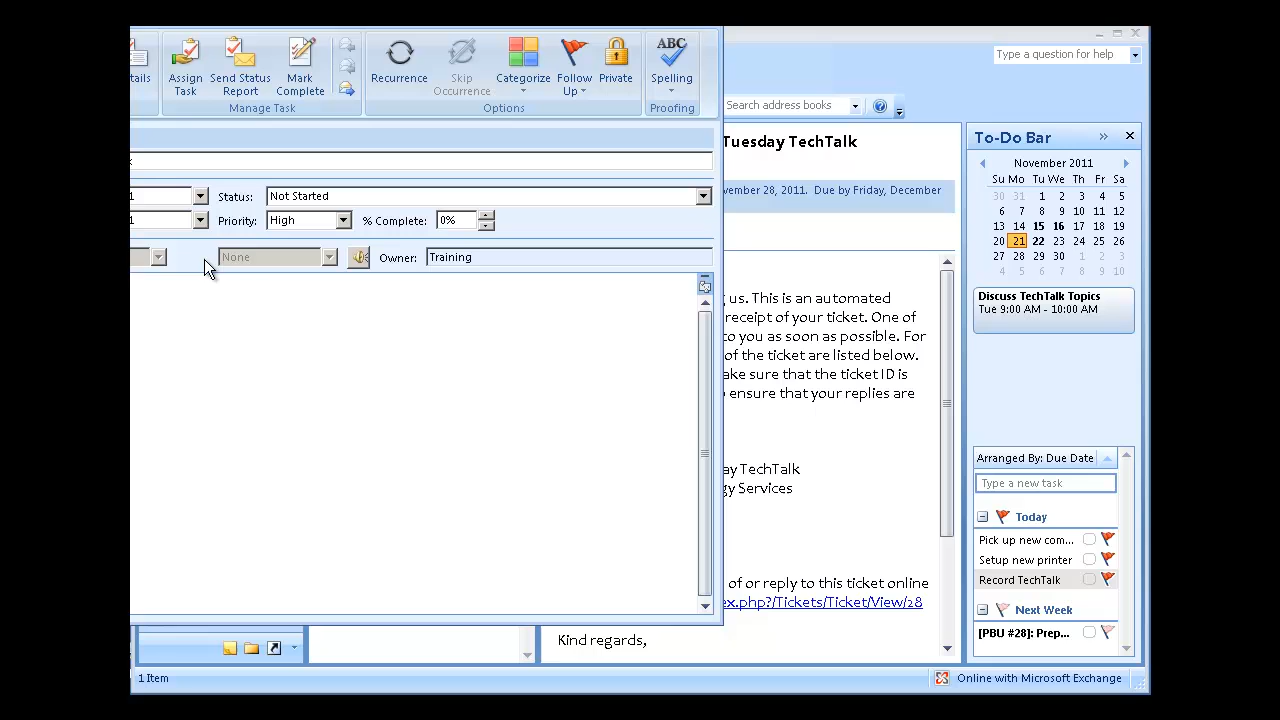 Type a question for help
tails
Assign Task
Send Status Report
Mark Complete
Manage Task
Recurrence
Skip Occurrence
Categorize
Follow Up
Private
Options
ABC
Spelling
Proofing
Search address books
Tuesday TechTalk
vember 28, 2011. Due by Friday, December
1
Status:
Not Started
1
Priority:
High
% Complete:
0%
None
Owner:
Training
g us. This is an automated
receipt of your ticket. One of
to you as soon as possible. For
of the ticket are listed below.
ake sure that the ticket ID is
o ensure that your replies are
ay TechTalk
gy Services
of or reply to this ticket online
ex.php?/Tickets/Ticket/View/28
Kind regards,
To-Do Bar
November 2011
Su Mo Tu We Th Fr Sa
30 31 1 2 3 4 5
6 7 8 9 10 11 12
13 14 15 16 17 18 19
20 21 22 23 24 25 26
27 28 29 30 1 2 3
4 5 6 7 8 9 10
Discuss TechTalk Topics
Tue 9:00 AM - 10:00 AM
Arranged By: Due Date
Type a new task
Today
Pick up new com...
Setup new printer
Record TechTalk
Next Week
[PBU #28]: Prep...
1 Item
Online with Microsoft Exchange